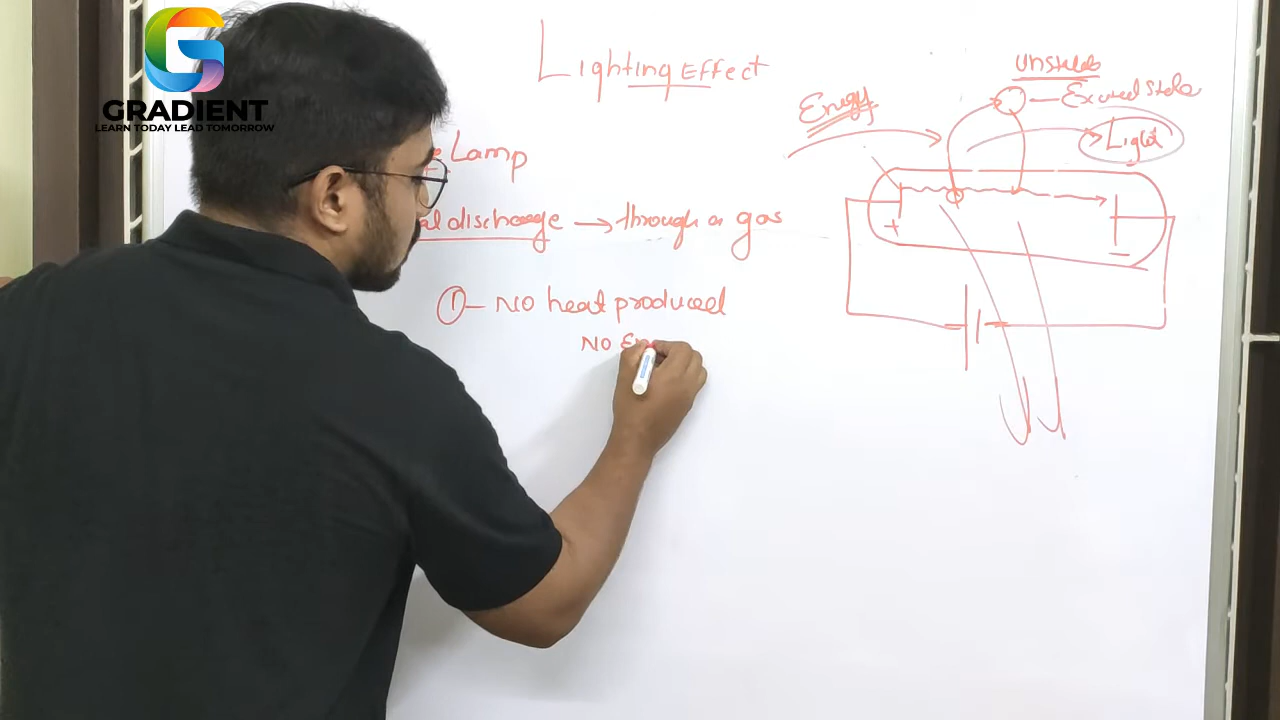 GRADIENT
LEARN TODAY LEAD TOMORROW
Lighting Effect
Lamp
discharge → through a gas
① – NO heat produced
NO
Unstable
Energy
Excited State
Light
+
–